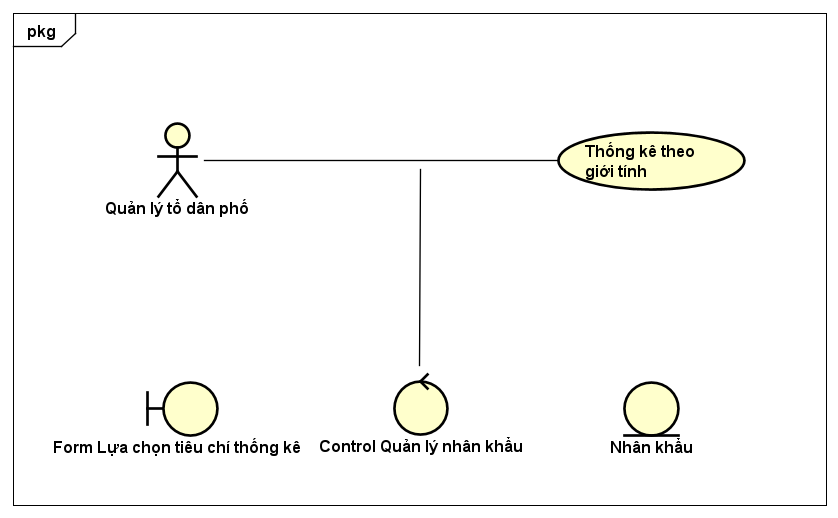 pkg
Thống kê theo
giới tính
Quản lý tổ dân phố
Form Lựa chọn tiêu chí thống kê
Control Quản lý nhân khẩu
Nhân khẩu